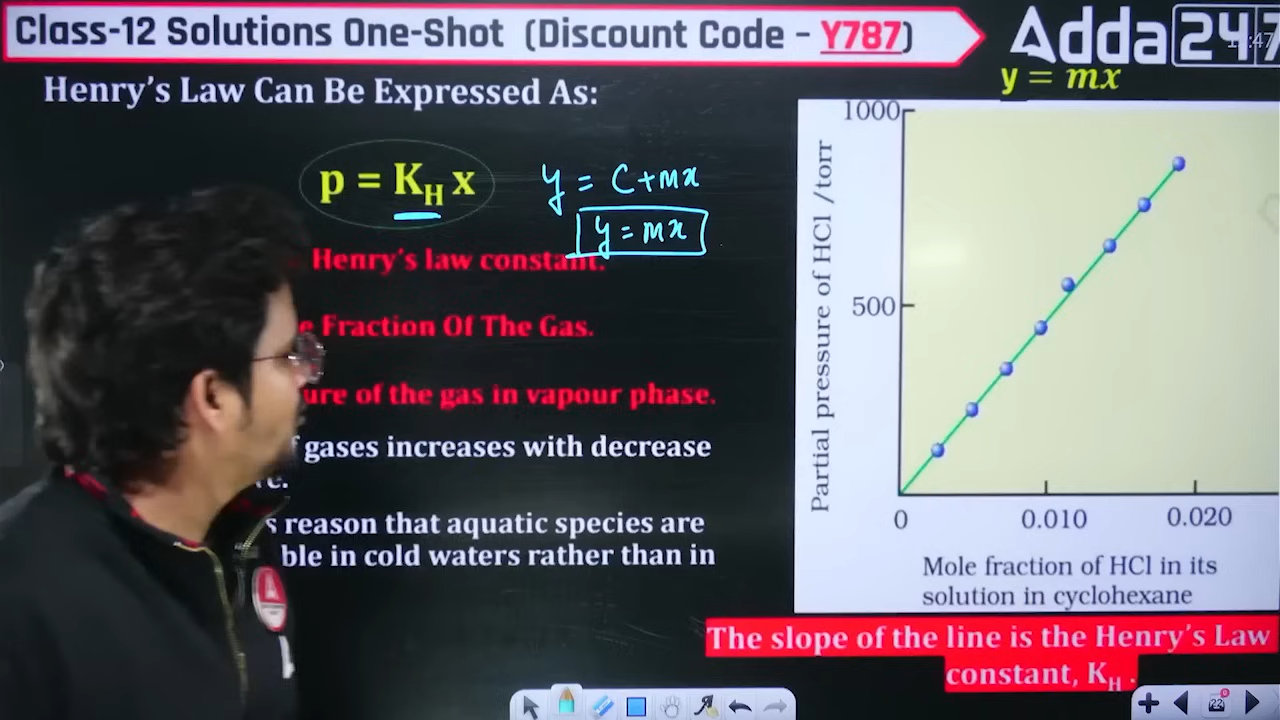 Class-12 Solutions One-Shot (Discount Code - Y787)
Adda 247
y = mx
Henry's Law Can Be Expressed As:
p = K_H x
y = C + mx
y = mx
Henry's law constant.
e Fraction Of The Gas.
ure of the gas in vapour phase.
f gases increases with decrease
s reason that aquatic species are
ble in cold waters rather than in
1000
500
0
0.010
0.020
Partial pressure of HCl /torr
Mole fraction of HCl in its
solution in cyclohexane
The slope of the line is the Henry's Law
constant, K_H .